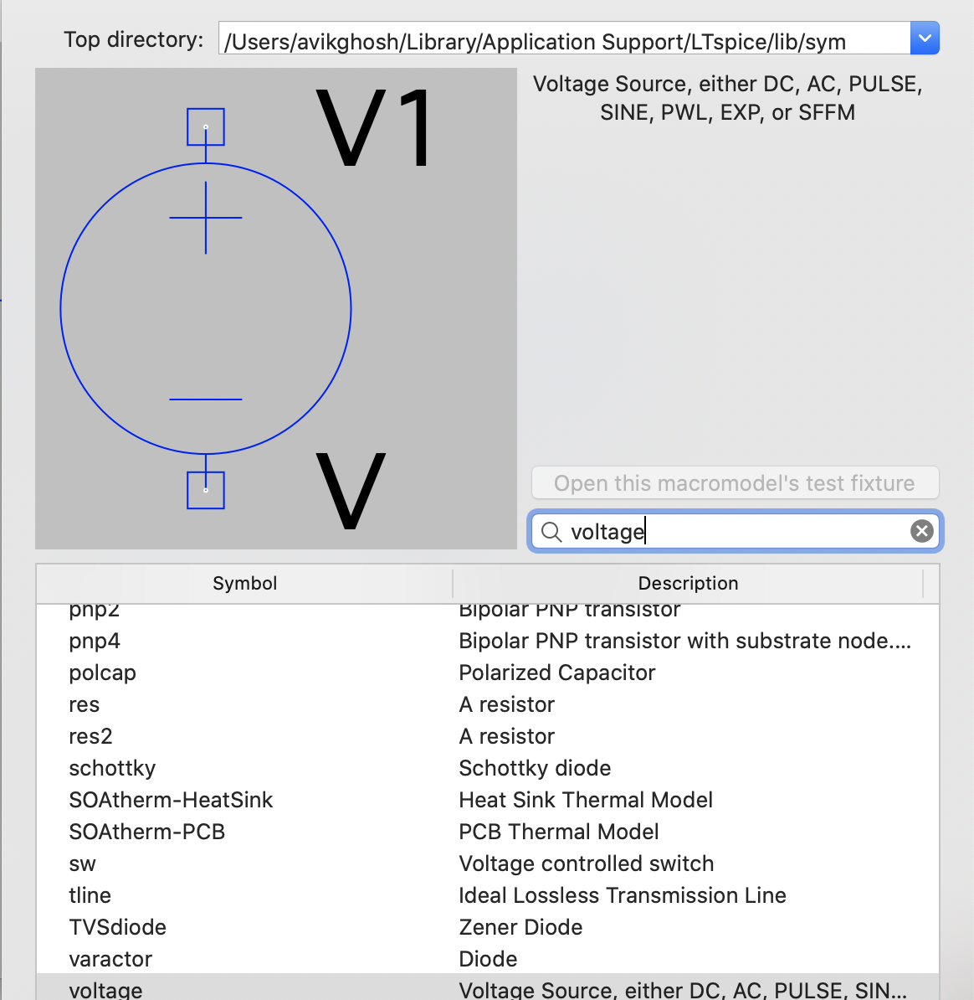 Top directory: /Users/avikghosh/Library/Application Support/LTspice/lib/sym
V1
Voltage Source, either DC, AC, PULSE,
SINE, PWL, EXP, or SFFM
V
Open this macromodel's test fixture
voltage
Symbol Description
pnp2 Bipolar PNP transistor
pnp4 Bipolar PNP transistor with substrate node....
polcap Polarized Capacitor
res A resistor
res2 A resistor
schottky Schottky diode
SOAtherm-HeatSink Heat Sink Thermal Model
SOAtherm-PCB PCB Thermal Model
sw Voltage controlled switch
tline Ideal Lossless Transmission Line
TVSdiode Zener Diode
varactor Diode
voltage Voltage Source, either DC, AC, PULSE, SIN...